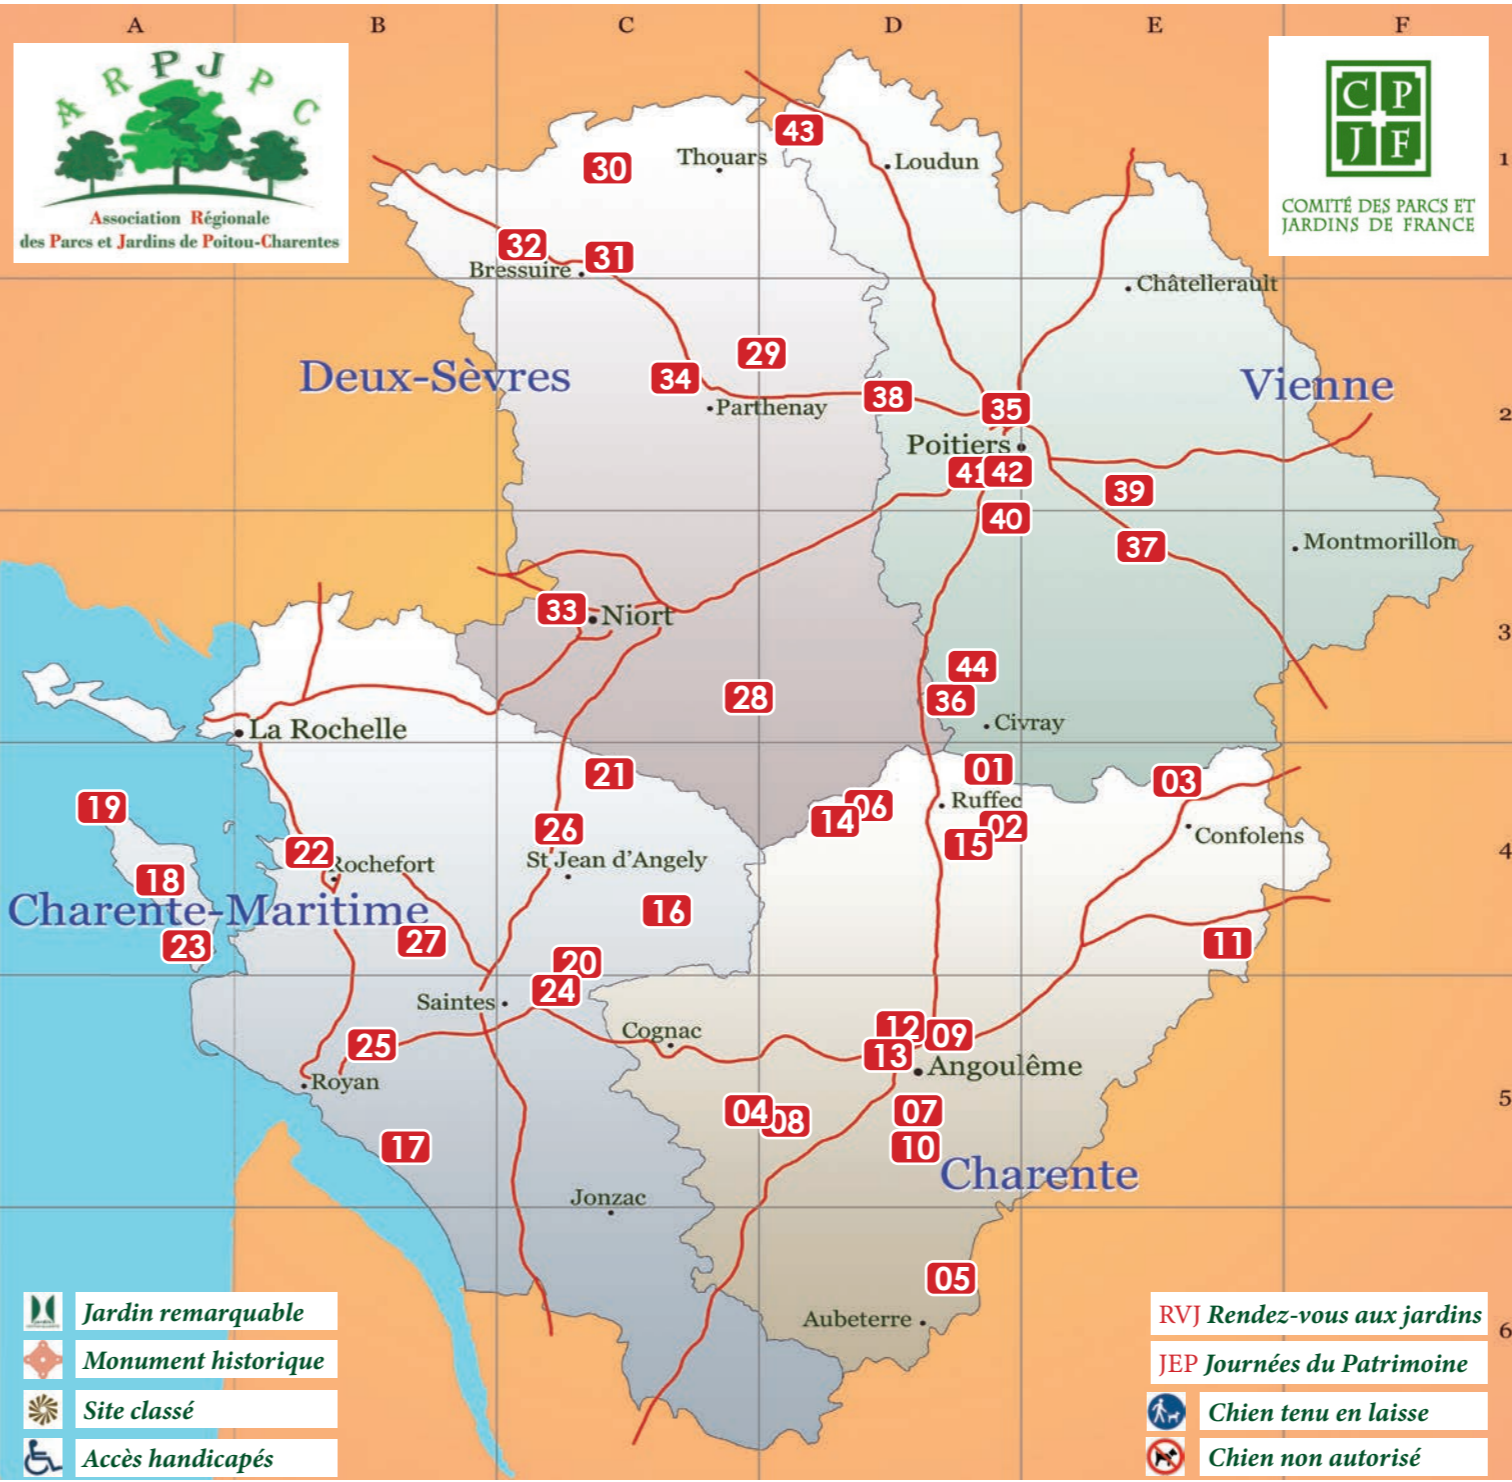 A B C D E F
A R P J P C
Association Régionale
des Parcs et Jardins de Poitou-Charentes
C P
J F
COMITÉ DES PARCS ET
JARDINS DE FRANCE
43
1
30
Thouars
Loudun
32
31
Bressuire
Châtellerault
29
Deux-Sèvres
34
38
Vienne
Parthenay
35
2
Poitiers
41
42
39
40
37
Montmorillon
33
Niort
3
44
28
36
Civray
La Rochelle
21
01
03
19
06
Ruffec
14
26
02
Confolens
15
22
Rochefort
St Jean d'Angely
4
18
Charente-Maritime
16
23
27
11
20
24
Saintes
Cognac
12
09
25
13
Angoulême
Royan
04
08
07
5
17
10
Charente
Jonzac
05
Aubeterre
6
Jardin remarquable
Monument historique
Site classé
Accès handicapés
RVJ Rendez-vous aux jardins
JEP Journées du Patrimoine
Chien tenu en laisse
Chien non autorisé